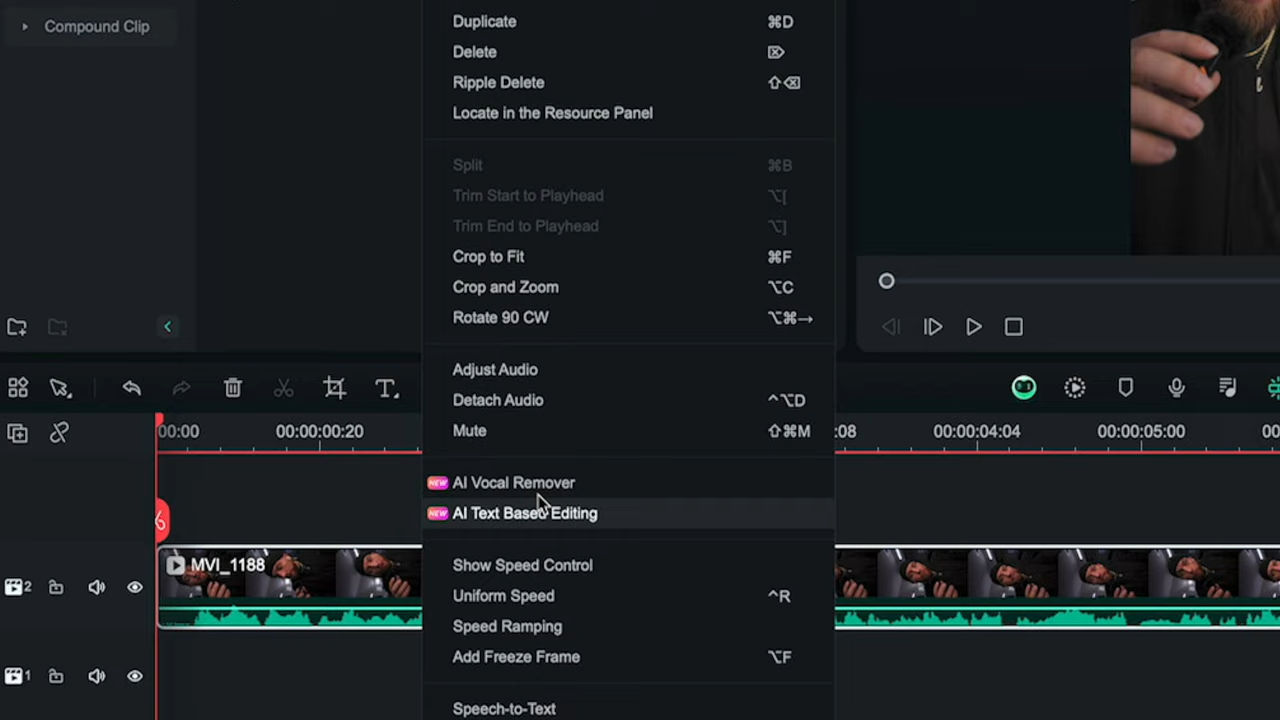 Compound Clip
Duplicate ⌘D
Delete ⌦
Ripple Delete ⇧⌫
Locate in the Resource Panel
Split ⌘B
Trim Start to Playhead ⌥[
Trim End to Playhead ⌥]
Crop to Fit ⌘F
Crop and Zoom ⌥C
Rotate 90 CW ⌥⌘→
Adjust Audio
Detach Audio ^⌥D
Mute ⇧⌘M
00:00 00:00:00:20 :08 00:00:04:04 00:00:05:00 00
NEW AI Vocal Remover
NEW AI Text Based Editing
Show Speed Control
MVI_1188
2
Uniform Speed ^R
Speed Ramping
Add Freeze Frame ⌥F
1
Speech-to-Text